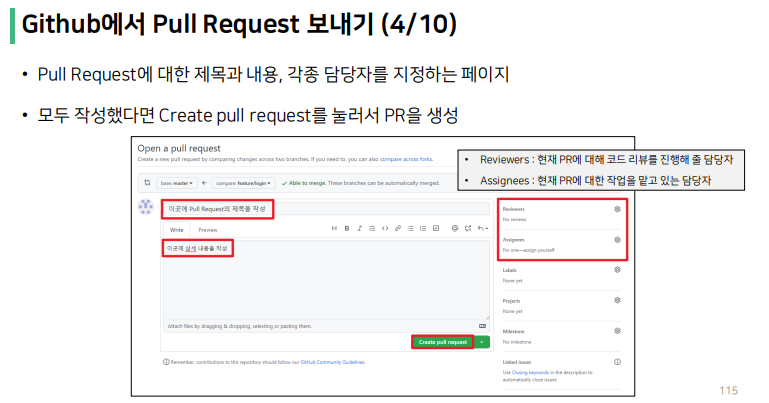 Github에서 Pull Request 보내기 (4/10)
• Pull Request에 대한 제목과 내용, 각종 담당자를 지정하는 페이지
• 모두 작성했다면 Create pull request를 눌러서 PR을 생성
Open a pull request
Create a new pull request by comparing changes across two branches. If you need to, you can also compare across forks.
• Reviewers : 현재 PR에 대해 코드 리뷰를 진행해 줄 담당자
• Assignees : 현재 PR에 대한 작업을 맡고 있는 담당자
base: master ← compare: feature/login ✓ Able to merge. These branches can be automatically merged.
이곳에 Pull Request의 제목을 작성
Write Preview
이곳에 상세 내용을 작성
Attach files by dragging & dropping, selecting or pasting them.
Create pull request
Remember, contributions to this repository should follow our GitHub Community Guidelines.
Reviewers
No reviews
Assignees
No one—assign yourself
Labels
None yet
Projects
None yet
Milestone
No milestone
Linked issues
Use Closing keywords in the description to
automatically close issues
115